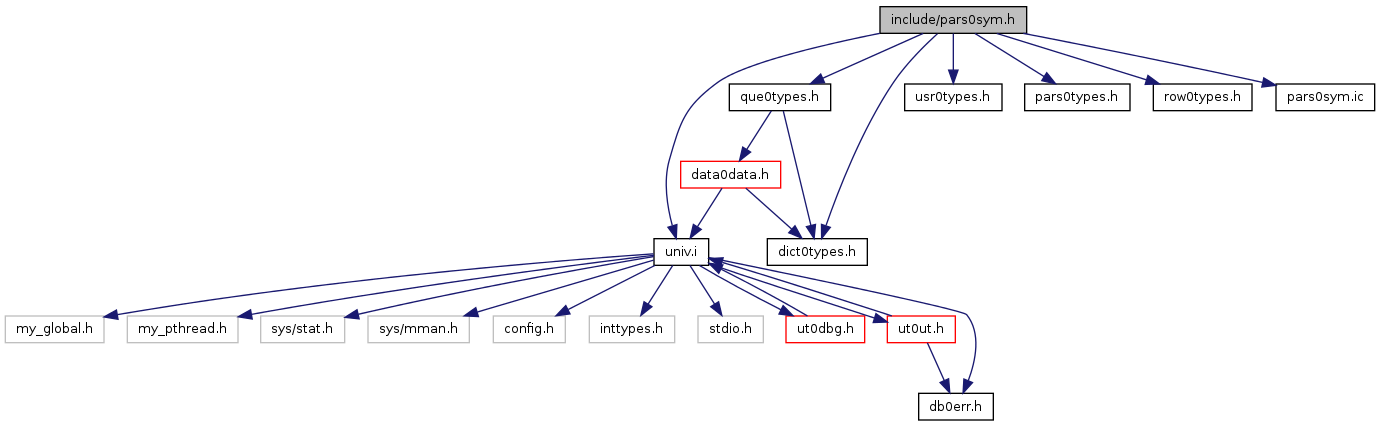 include/pars0sym.h
que0types.h
usr0types.h
pars0types.h
row0types.h
pars0sym.ic
data0data.h
univ.i
dict0types.h
my_global.h
my_pthread.h
sys/stat.h
sys/mman.h
config.h
inttypes.h
stdio.h
ut0dbg.h
ut0ut.h
db0err.h